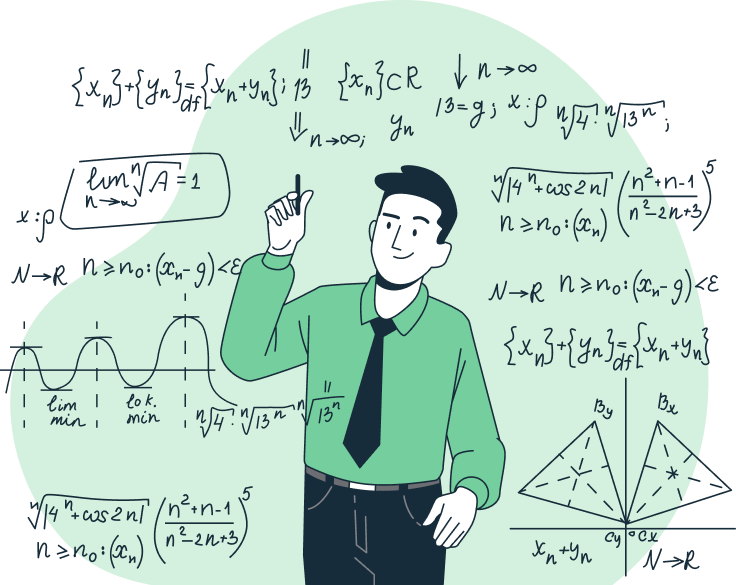 {xₙ}+{yₙ}=df{xₙ+yₙ}; 13
{xₙ}⊂R
n→∞
n→∞;
yₙ
13=g; x:ρ ⁿ√4: ⁿ√13ⁿ;
lim ⁿ√A=1
n→∞
x:ρ
ⁿ√|4ⁿ+cos2n| ((n²+n-1)/(n²-2n+3))⁵
n≥n₀:(xₙ)
N→R n≥n₀:(xₙ-g)<ε
N→R n≥n₀:(xₙ-g)<ε
{xₙ}+{yₙ}=df{xₙ+yₙ}
lim
min
lok.
min
ⁿ√4: ⁿ√13ⁿ ⁿ√13ⁿ
By
Bx
ⁿ√|4ⁿ+cos2n| ((n²+n-1)/(n²-2n+3))⁵
n≥n₀:(xₙ)
Cy ° Cx
xₙ+yₙ
N→R